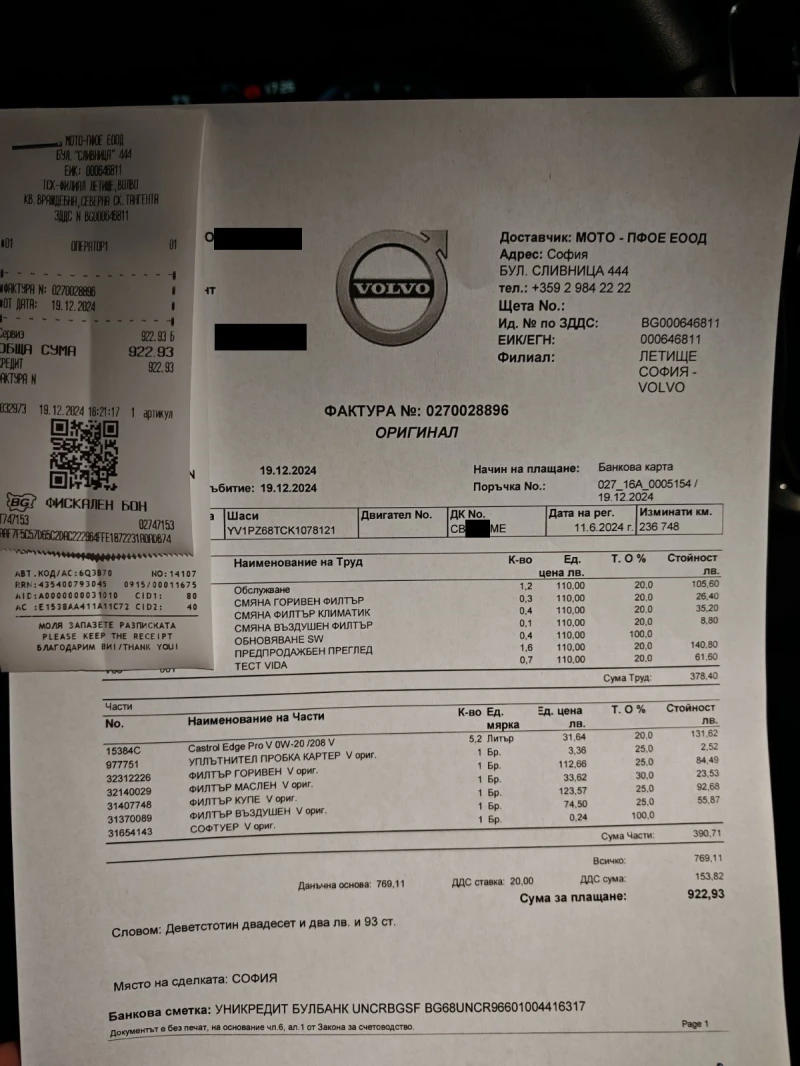 МОТО-ПФОЕ ЕООД
БУЛ. "СЛИВНИЦА" 444
ЕИК: 000646811
ТСК-ФИЛИАЛ ЛЕТИЩЕ,ВОЛВО
КВ. ВРАЖДЕБНА,СЕВЕРНА СК. ТАНГЕНТА
ЗДДС N BG000646811
#01 ОПЕРАТОР1 01
#ФАКТУРА N: 0270028896 #
#ОТ ДАТА: 19.12.2024 #
Сервиз 922.93 Б
ОБЩА СУМА 922.93
КРЕДИТ 922.93
ФАКТУРА N
032973 19.12.2024 18:21:17 1 артикул
BG ФИСКАЛЕН БОН
02747153
АВТ.КОД/AC:6Q3B70 NO:14107
RRN:435400793045 0915/00011675
AID:A0000000031010 CID1: 80
AC :E1538AA411A11C72 CID2: 40
МОЛЯ ЗАПАЗЕТЕ РАЗПИСКАТА
PLEASE KEEP THE RECEIPT
БЛАГОДАРИМ ВИ!/THANK YOU!
VOLVO
Доставчик: МОТО - ПФОЕ ЕООД
Адрес: София
БУЛ. СЛИВНИЦА 444
тел.: +359 2 984 22 22
Щета No.:
Ид. № по ЗДДС: BG000646811
ЕИК/ЕГН: 000646811
Филиал: ЛЕТИЩЕ
СОФИЯ -
VOLVO
ФАКТУРА №: 0270028896
ОРИГИНАЛ
19.12.2024 Начин на плащане: Банкова карта
ъбитие: 19.12.2024 Поръчка No.: 027_16A_0005154 /
19.12.2024
Шаси Двигател No. ДК No. Дата на рег. Изминати км.
YV1PZ68TCK1078121 CB ME 11.6.2024 г. 236 748
Наименование на Труд К-во Ед. Т. О % Стойност
цена лв. лв.
Обслужване 1,2 110,00 20,0 105,60
СМЯНА ГОРИВЕН ФИЛТЪР 0,3 110,00 20,0 26,40
СМЯНА ФИЛТЪР КЛИМАТИК 0,4 110,00 20,0 35,20
СМЯНА ВЪЗДУШЕН ФИЛТЪР 0,1 110,00 20,0 8,80
ОБНОВЯВАНЕ SW 0,4 110,00 100,0
ПРЕДПРОДАЖБЕН ПРЕГЛЕД 1,6 110,00 20,0 140,80
ТЕСТ VIDA 0,7 110,00 20,0 61,60
Сума Труд: 378,40
Части
No. Наименование на Части К-во Ед. Ед. цена Т. О % Стойност
мярка лв. лв.
15384C Castrol Edge Pro V 0W-20 /208 V 5,2 Литър 31,64 20,0 131,62
977751 УПЛЪТНИТЕЛ ПРОБКА КАРТЕР V ориг. 1 Бр. 3,36 25,0 2,52
32312226 ФИЛТЪР ГОРИВЕН V ориг. 1 Бр. 112,66 25,0 84,49
32140029 ФИЛТЪР МАСЛЕН V ориг. 1 Бр. 33,62 30,0 23,53
31407748 ФИЛТЪР КУПЕ V ориг. 1 Бр. 123,57 25,0 92,68
31370089 ФИЛТЪР ВЪЗДУШЕН V ориг. 1 Бр. 74,50 25,0 55,87
31654143 СОФТУЕР V ориг. 1 Бр. 0,24 100,0
Сума Части: 390,71
Всичко: 769,11
Данъчна основа: 769,11 ДДС ставка: 20,00 ДДС сума: 153,82
Сума за плащане: 922,93
Словом: Деветстотин двадесет и два лв. и 93 ст.
Място на сделката: СОФИЯ
Банкова сметка: УНИКРЕДИТ БУЛБАНК UNCRBGSF BG68UNCR96601004416317
Документът е без печат, на основание чл.6, ал.1 от Закона за счетоводство. Page 1